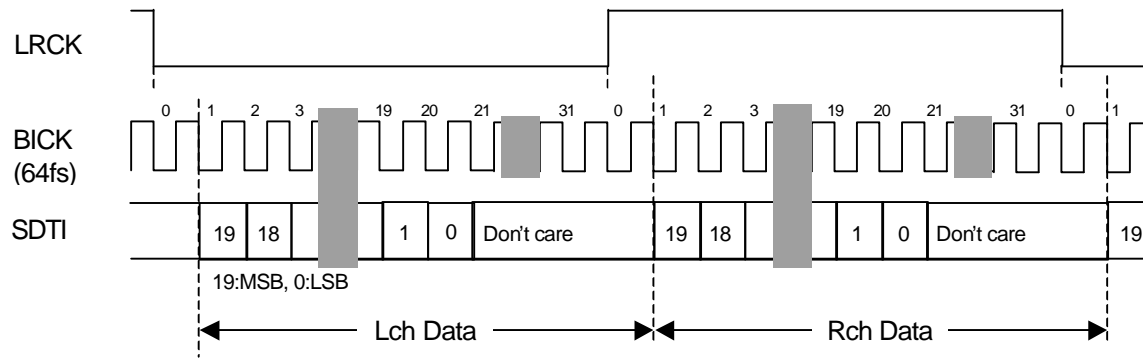 LRCK
0 1 2 3 19 20 21 31 0 1 2 3 19 20 21 31 0 1
BICK
(64fs)
SDTI 19 18 1 0 Don't care 19 18 1 0 Don't care 19
19:MSB, 0:LSB
Lch Data Rch Data